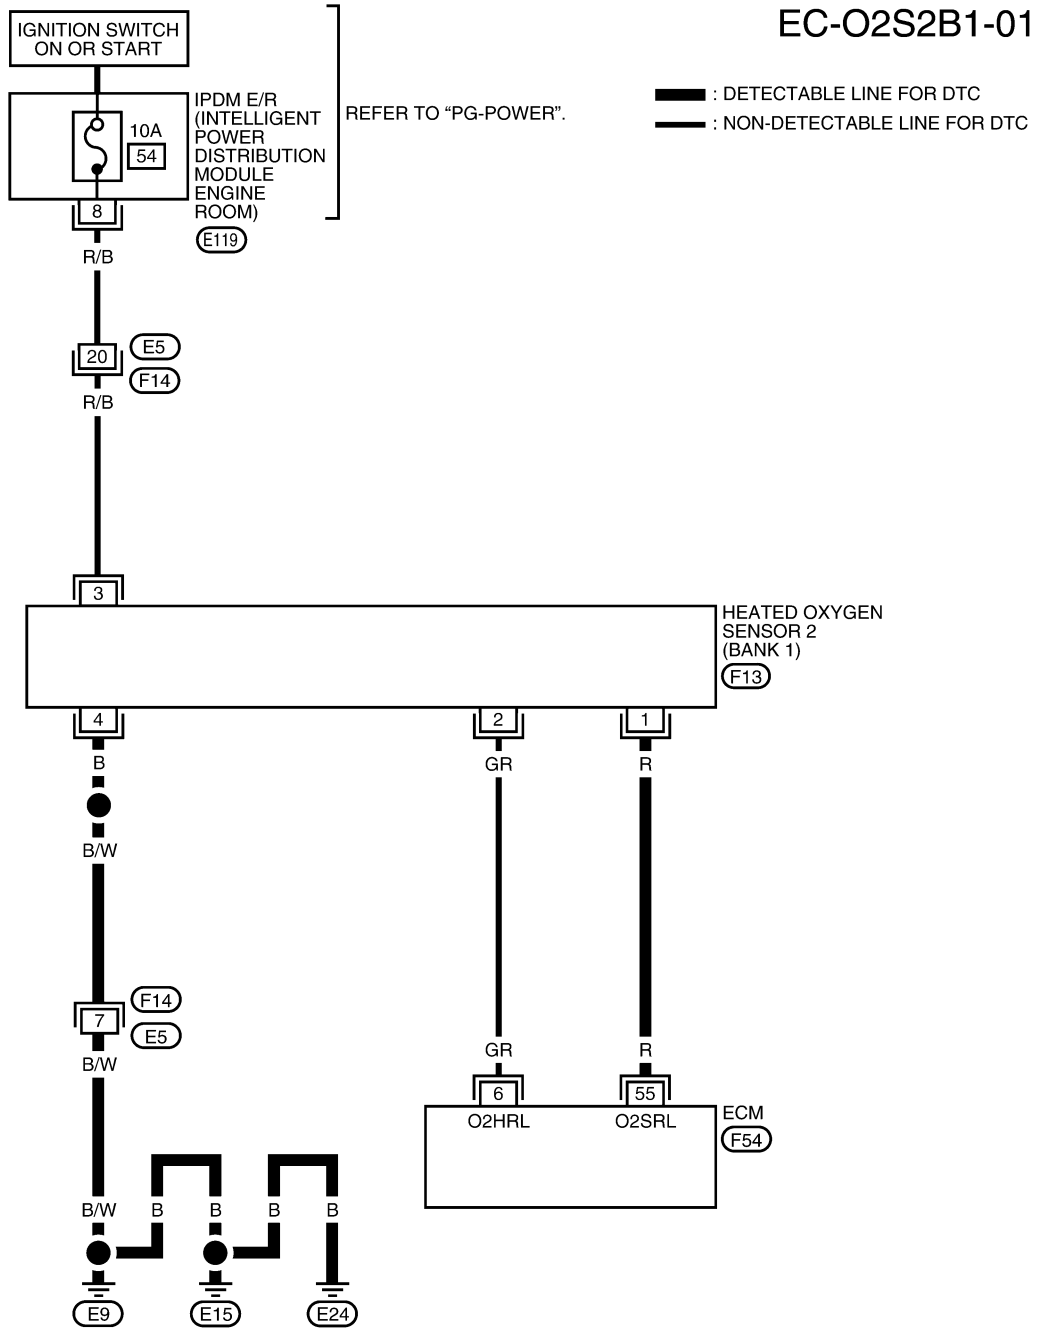 EC-O2S2B1-01
IGNITION SWITCH
ON OR START
IPDM E/R
(INTELLIGENT
POWER
DISTRIBUTION
MODULE
ENGINE
ROOM)
E119
10A
54
8
REFER TO “PG-POWER”.
: DETECTABLE LINE FOR DTC
: NON-DETECTABLE LINE FOR DTC
R/B
20
E5
F14
R/B
3
HEATED OXYGEN
SENSOR 2
(BANK 1)
F13
4
2
1
B
GR
R
B/W
7
F14
E5
B/W
GR
R
6
55
O2HRL
O2SRL
ECM
F54
B/W
B
B
B
B
E9
E15
E24